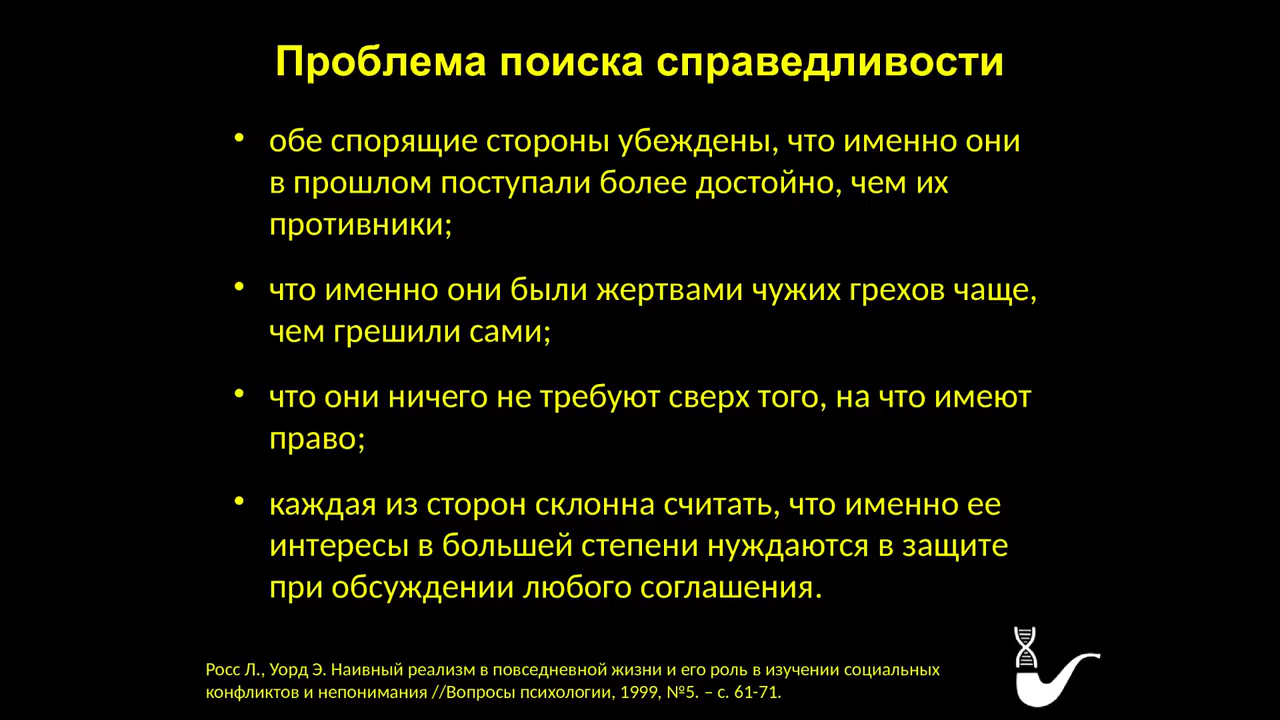 Проблема поиска справедливости
• обе спорящие стороны убеждены, что именно они
в прошлом поступали более достойно, чем их
противники;
• что именно они были жертвами чужих грехов чаще,
чем грешили сами;
• что они ничего не требуют сверх того, на что имеют
право;
• каждая из сторон склонна считать, что именно ее
интересы в большей степени нуждаются в защите
при обсуждении любого соглашения.
Росс Л., Уорд Э. Наивный реализм в повседневной жизни и его роль в изучении социальных
конфликтов и непонимания //Вопросы психологии, 1999, №5. – с. 61-71.